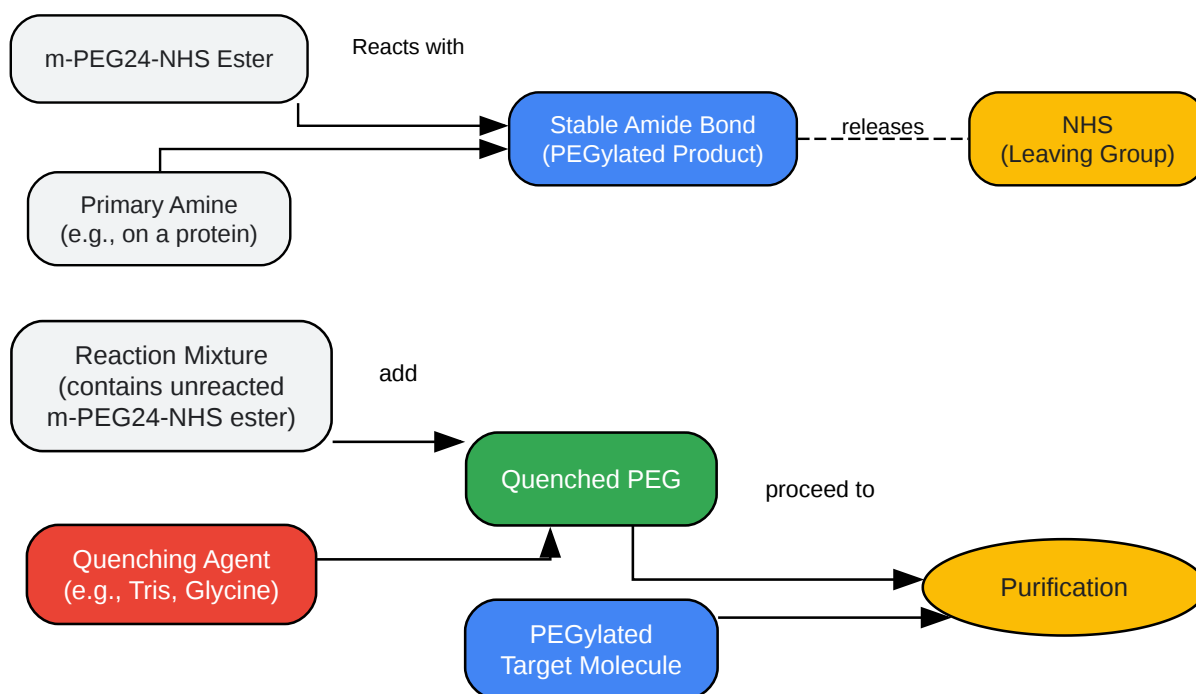 m-PEG24-NHS Ester
Reacts with
Stable Amide Bond
(PEGylated Product)
releases
NHS
(Leaving Group)
Primary Amine
(e.g., on a protein)
Reaction Mixture
(contains unreacted
m-PEG24-NHS ester)
add
Quenched PEG
proceed to
Quenching Agent
(e.g., Tris, Glycine)
Purification
PEGylated
Target Molecule